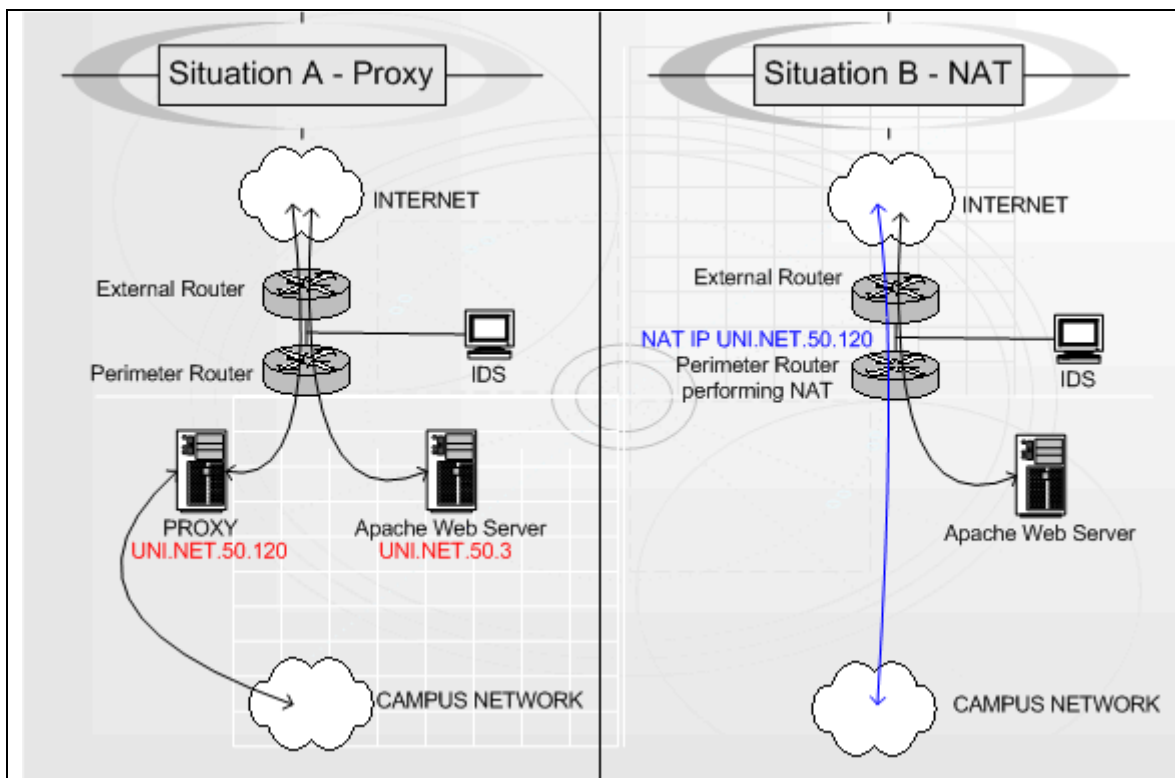 Situation A - Proxy
INTERNET
External Router
Perimeter Router
IDS
PROXY
UNI.NET.50.120
Apache Web Server
UNI.NET.50.3
CAMPUS NETWORK
Situation B - NAT
INTERNET
External Router
NAT IP UNI.NET.50.120
Perimeter Router
performing NAT
IDS
Apache Web Server
CAMPUS NETWORK